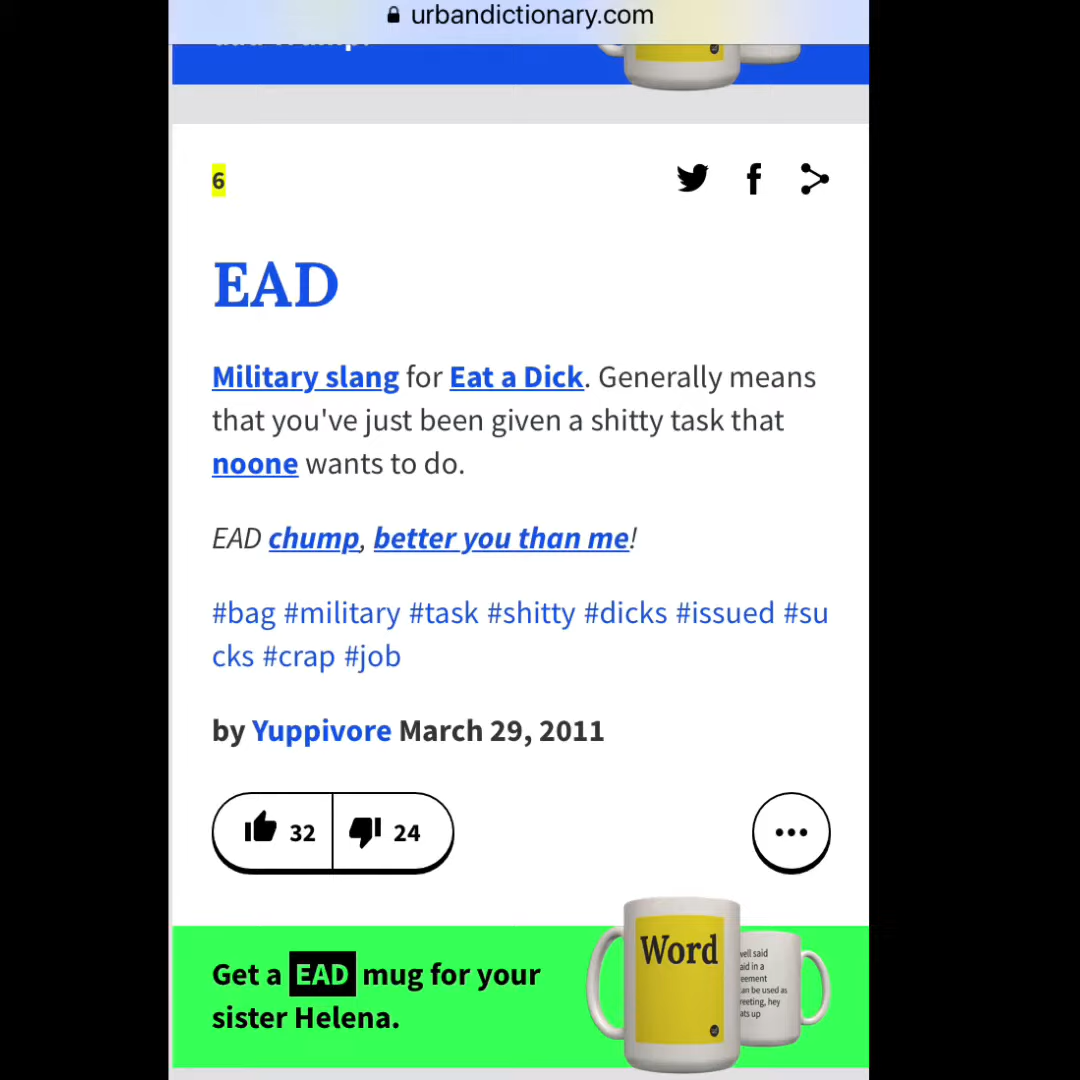 urbandictionary.com
6
EAD
Military slang for Eat a Dick. Generally means
that you've just been given a shitty task that
noone wants to do.
EAD chump, better you than me!
#bag #military #task #shitty #dicks #issued #su
cks #crap #job
by Yuppivore March 29, 2011
32
24
Get a EAD mug for your
sister Helena.
Word
well said